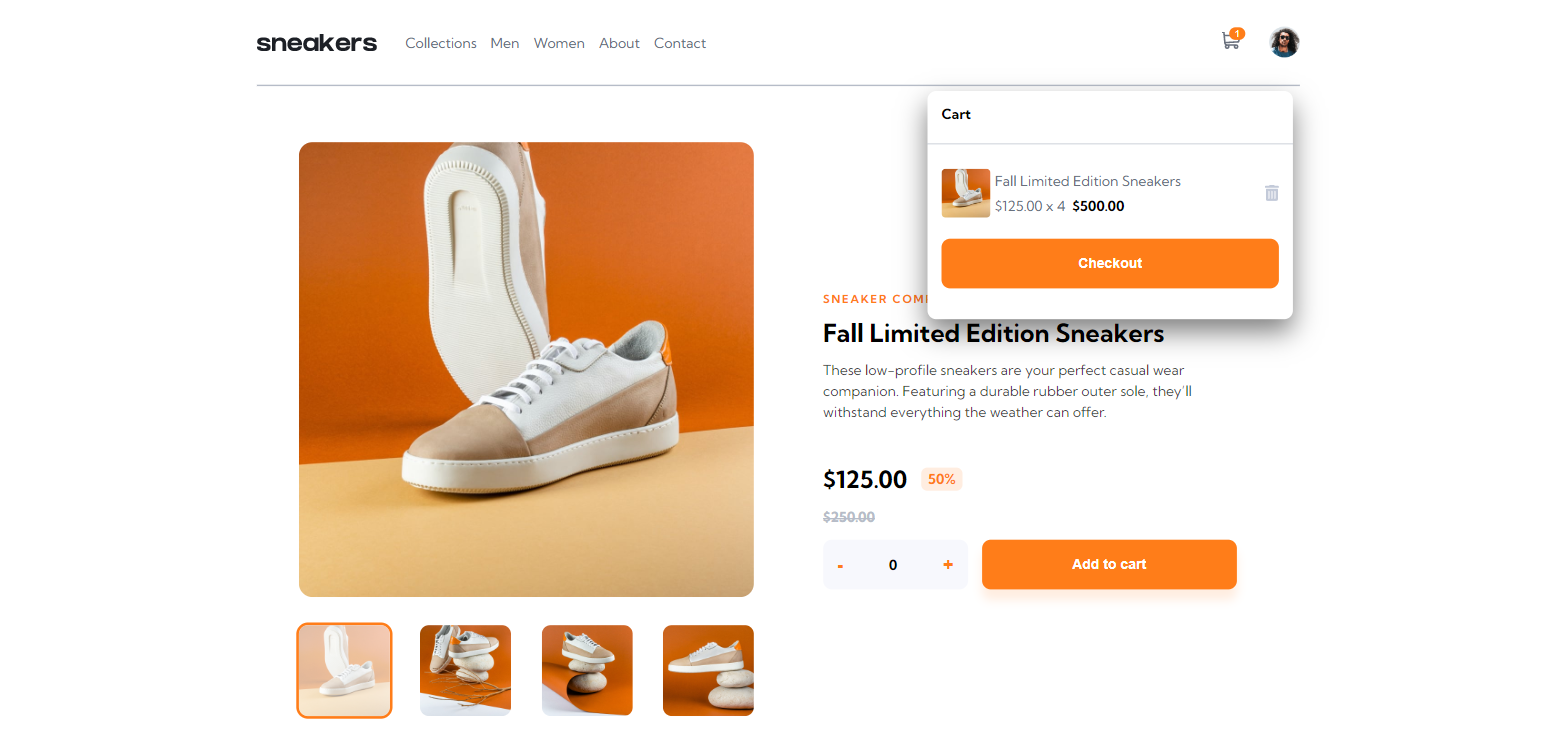 sneakers Collections Men Women About Contact 1
Cart
Fall Limited Edition Sneakers
$125.00 x 4 $500.00
Checkout
SNEAKER
Fall Limited Edition Sneakers
These low-profile sneakers are your perfect casual wear
companion. Featuring a durable rubber outer sole, they'll
withstand everything the weather can offer.
$125.00 50%
$250.00
- 0 + Add to cart